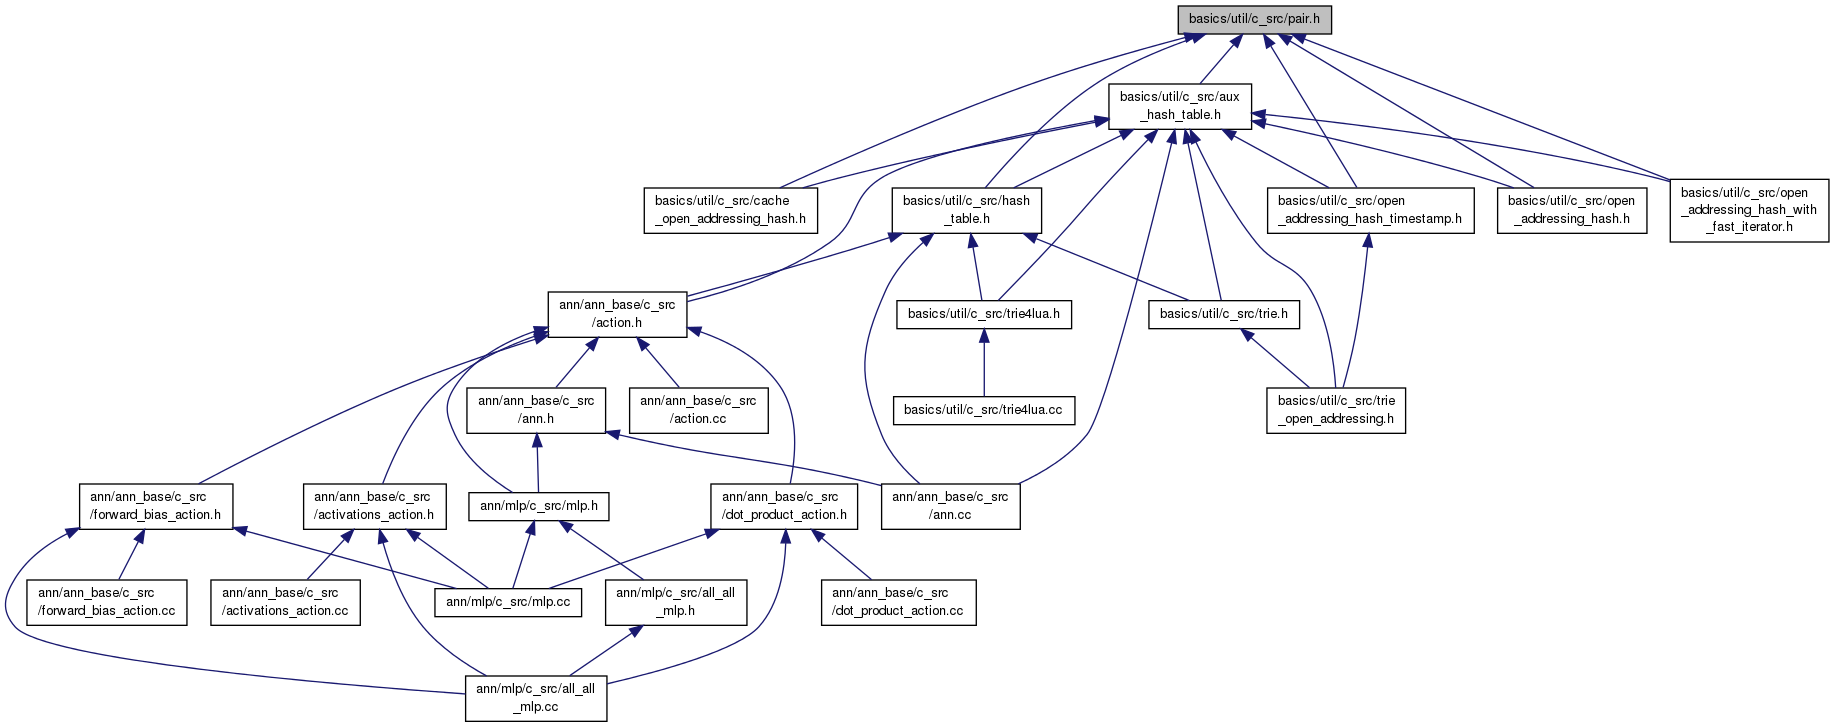 basics/util/c_src/pair.h
basics/util/c_src/aux
_hash_table.h
basics/util/c_src/cache
_open_addressing_hash.h
basics/util/c_src/hash
_table.h
basics/util/c_src/open
_addressing_hash_timestamp.h
basics/util/c_src/open
_addressing_hash.h
basics/util/c_src/open
_addressing_hash_with
_fast_iterator.h
ann/ann_base/c_src
/action.h
basics/util/c_src/trie4lua.h
basics/util/c_src/trie.h
ann/ann_base/c_src
/ann.h
ann/ann_base/c_src
/action.cc
basics/util/c_src/trie4lua.cc
basics/util/c_src/trie
_open_addressing.h
ann/ann_base/c_src
/forward_bias_action.h
ann/ann_base/c_src
/activations_action.h
ann/mlp/c_src/mlp.h
ann/ann_base/c_src
/dot_product_action.h
ann/ann_base/c_src
/ann.cc
ann/ann_base/c_src
/forward_bias_action.cc
ann/ann_base/c_src
/activations_action.cc
ann/mlp/c_src/mlp.cc
ann/mlp/c_src/all_all
_mlp.h
ann/ann_base/c_src
/dot_product_action.cc
ann/mlp/c_src/all_all
_mlp.cc